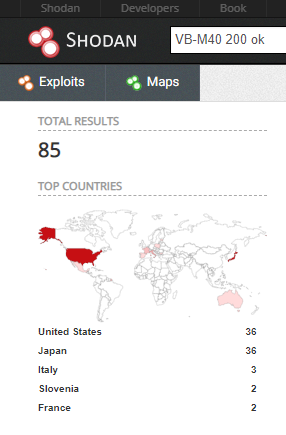 Shodan Developers Book
SHODAN
VB-M40 200 ok
Exploits Maps
TOTAL RESULTS
85
TOP COUNTRIES
United States 36
Japan 36
Italy 3
Slovenia 2
France 2